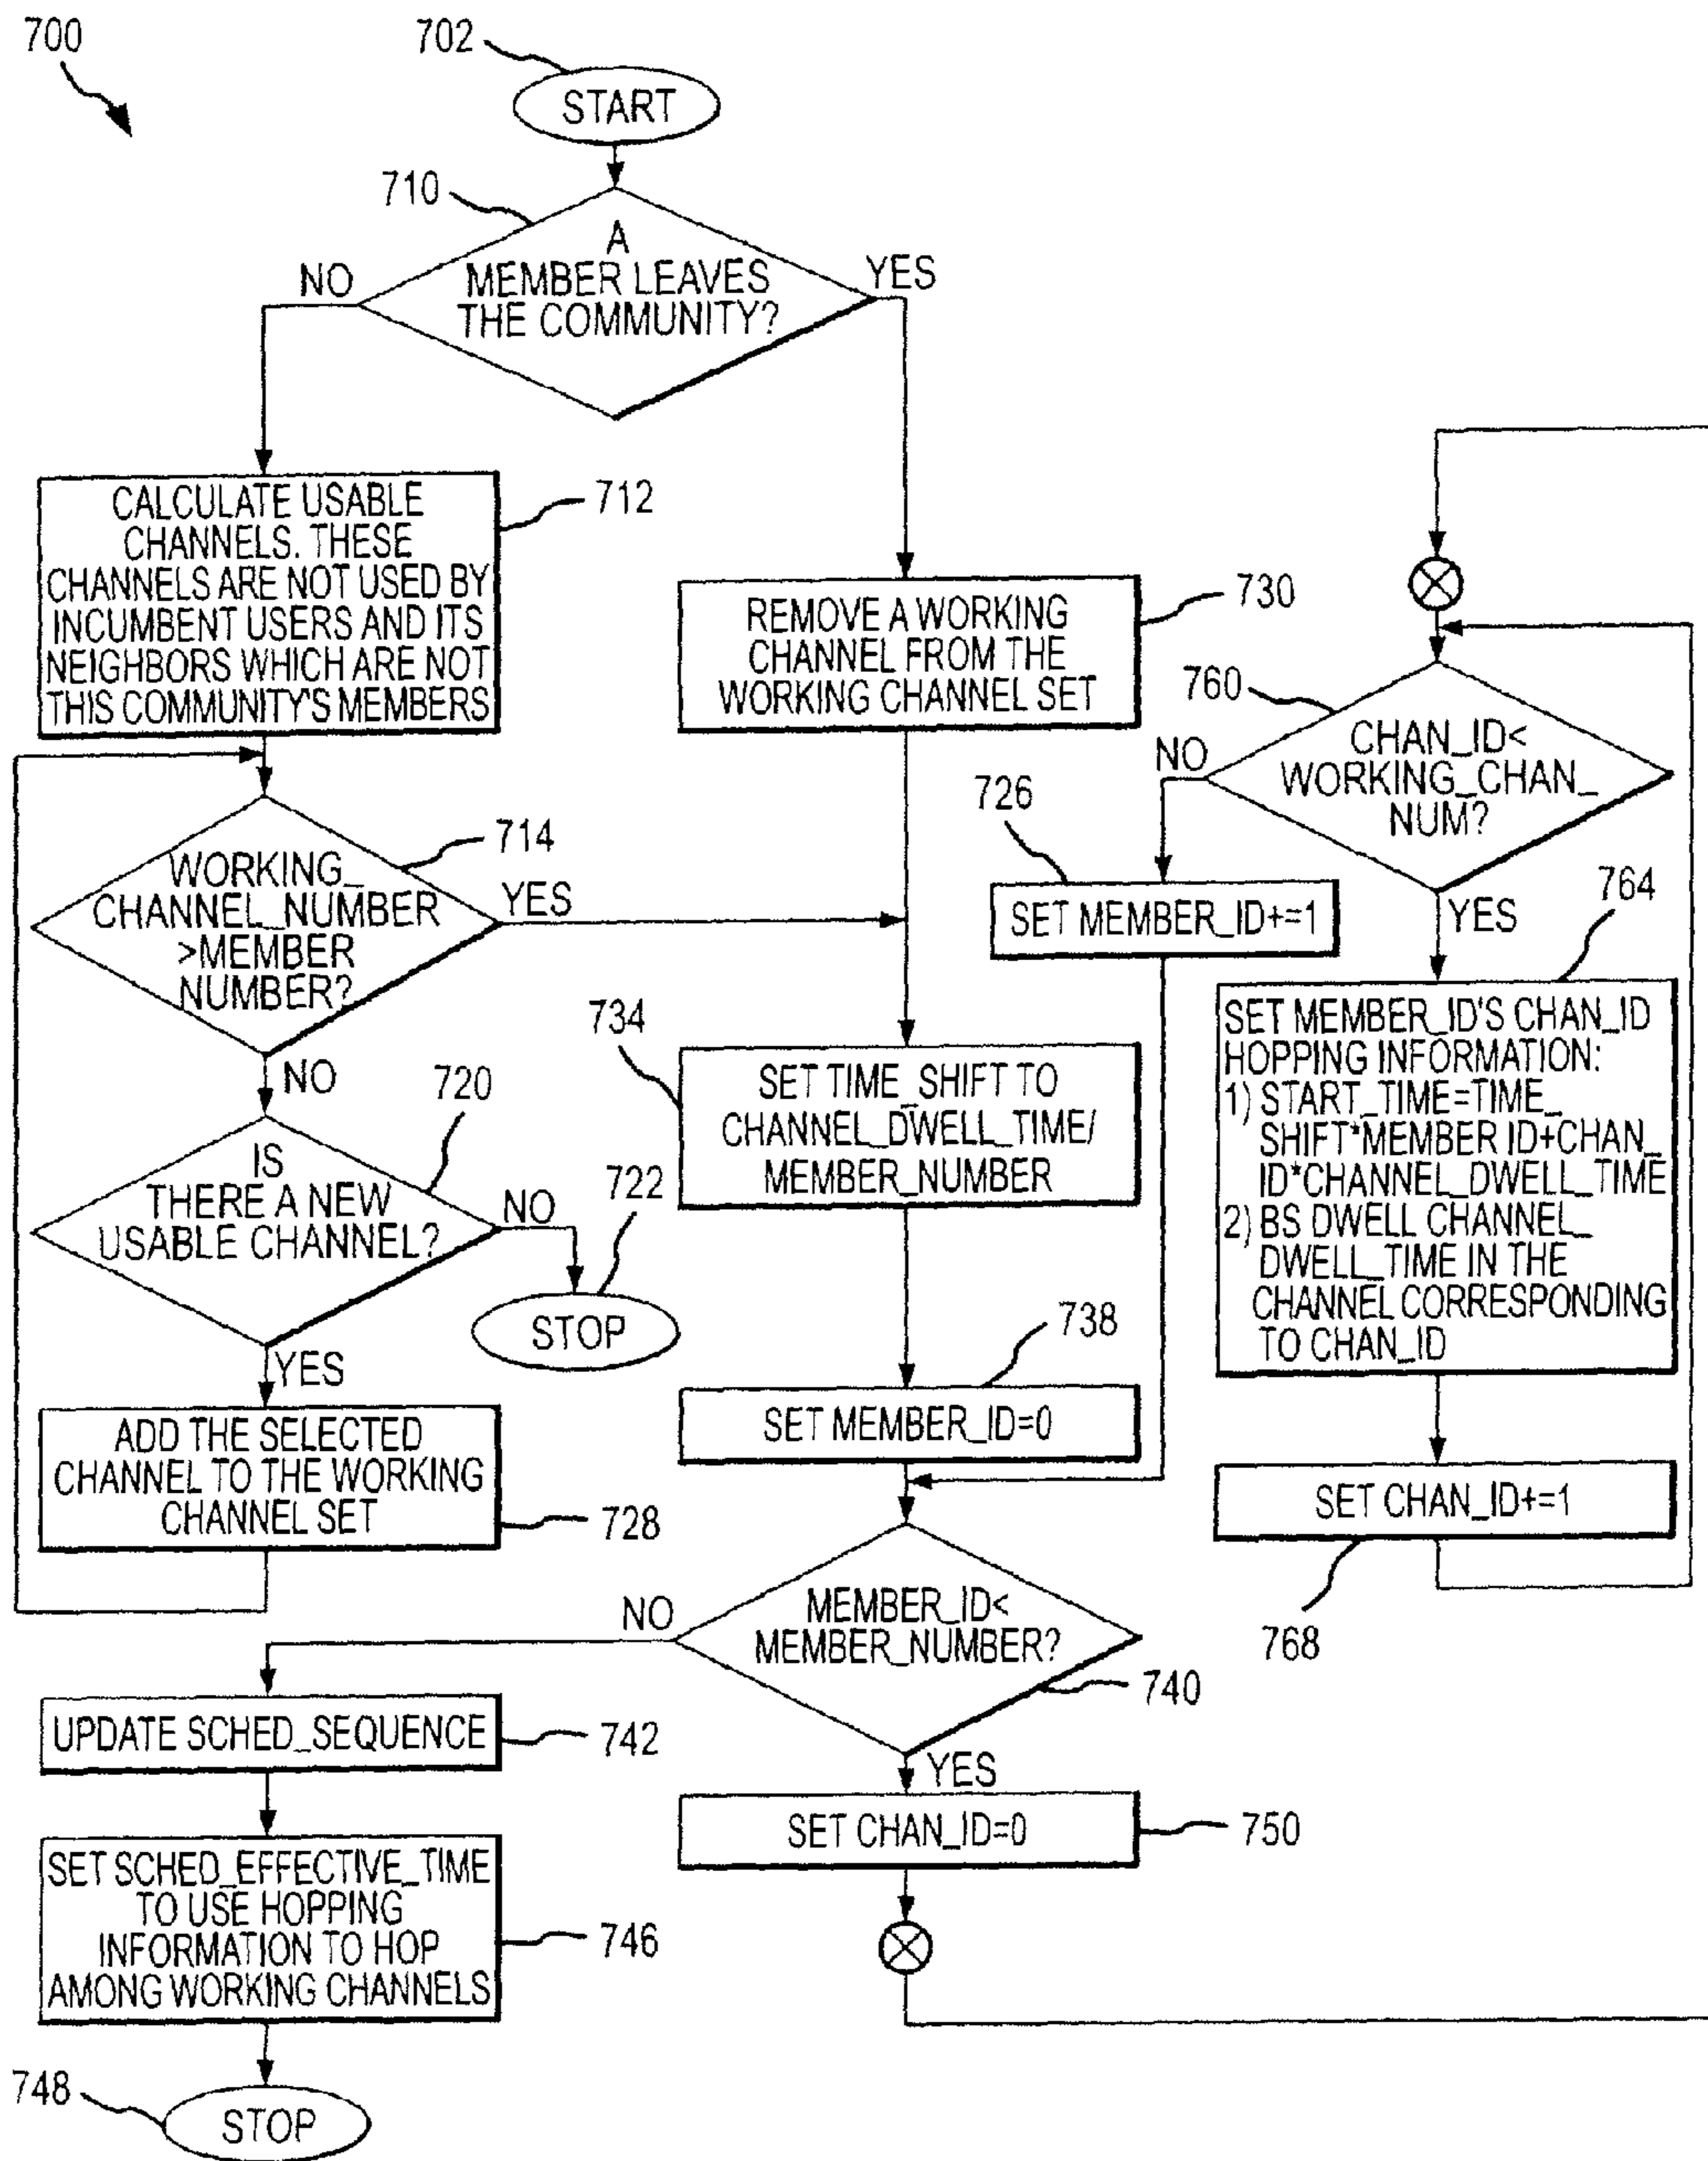 700
702
START
710
A
MEMBER LEAVES
THE COMMUNITY?
NO
YES
CALCULATE USABLE
CHANNELS. THESE
CHANNELS ARE NOT USED BY
INCUMBENT USERS AND ITS
NEIGHBORS WHICH ARE NOT
THIS COMMUNITY'S MEMBERS
712
REMOVE A WORKING
CHANNEL FROM THE
WORKING CHANNEL SET
730
714
WORKING_
CHANNEL_NUMBER
>MEMBER
NUMBER?
YES
NO
720
IS
THERE A NEW
USABLE CHANNEL?
NO
722
STOP
YES
ADD THE SELECTED
CHANNEL TO THE WORKING
CHANNEL SET
728
734
SET TIME_SHIFT TO
CHANNEL_DWELL_TIME/
MEMBER_NUMBER
738
SET MEMBER_ID=0
MEMBER_ID<
MEMBER_NUMBER?
740
NO
YES
UPDATE SCHED_SEQUENCE
742
SET SCHED_EFFECTIVE_TIME
TO USE HOPPING
INFORMATION TO HOP
AMONG WORKING CHANNELS
746
748
STOP
SET CHAN_ID=0
750
760
CHAN_ID<
WORKING_CHAN_
NUM?
NO
YES
726
SET MEMBER_ID+=1
764
SET MEMBER_ID'S CHAN_ID
HOPPING INFORMATION:
1) START_TIME=TIME_
SHIFT*MEMBER ID+CHAN_
ID*CHANNEL_DWELL_TIME
2) BS DWELL CHANNEL_
DWELL_TIME IN THE
CHANNEL CORRESPONDING
TO CHAN_ID
SET CHAN_ID+=1
768